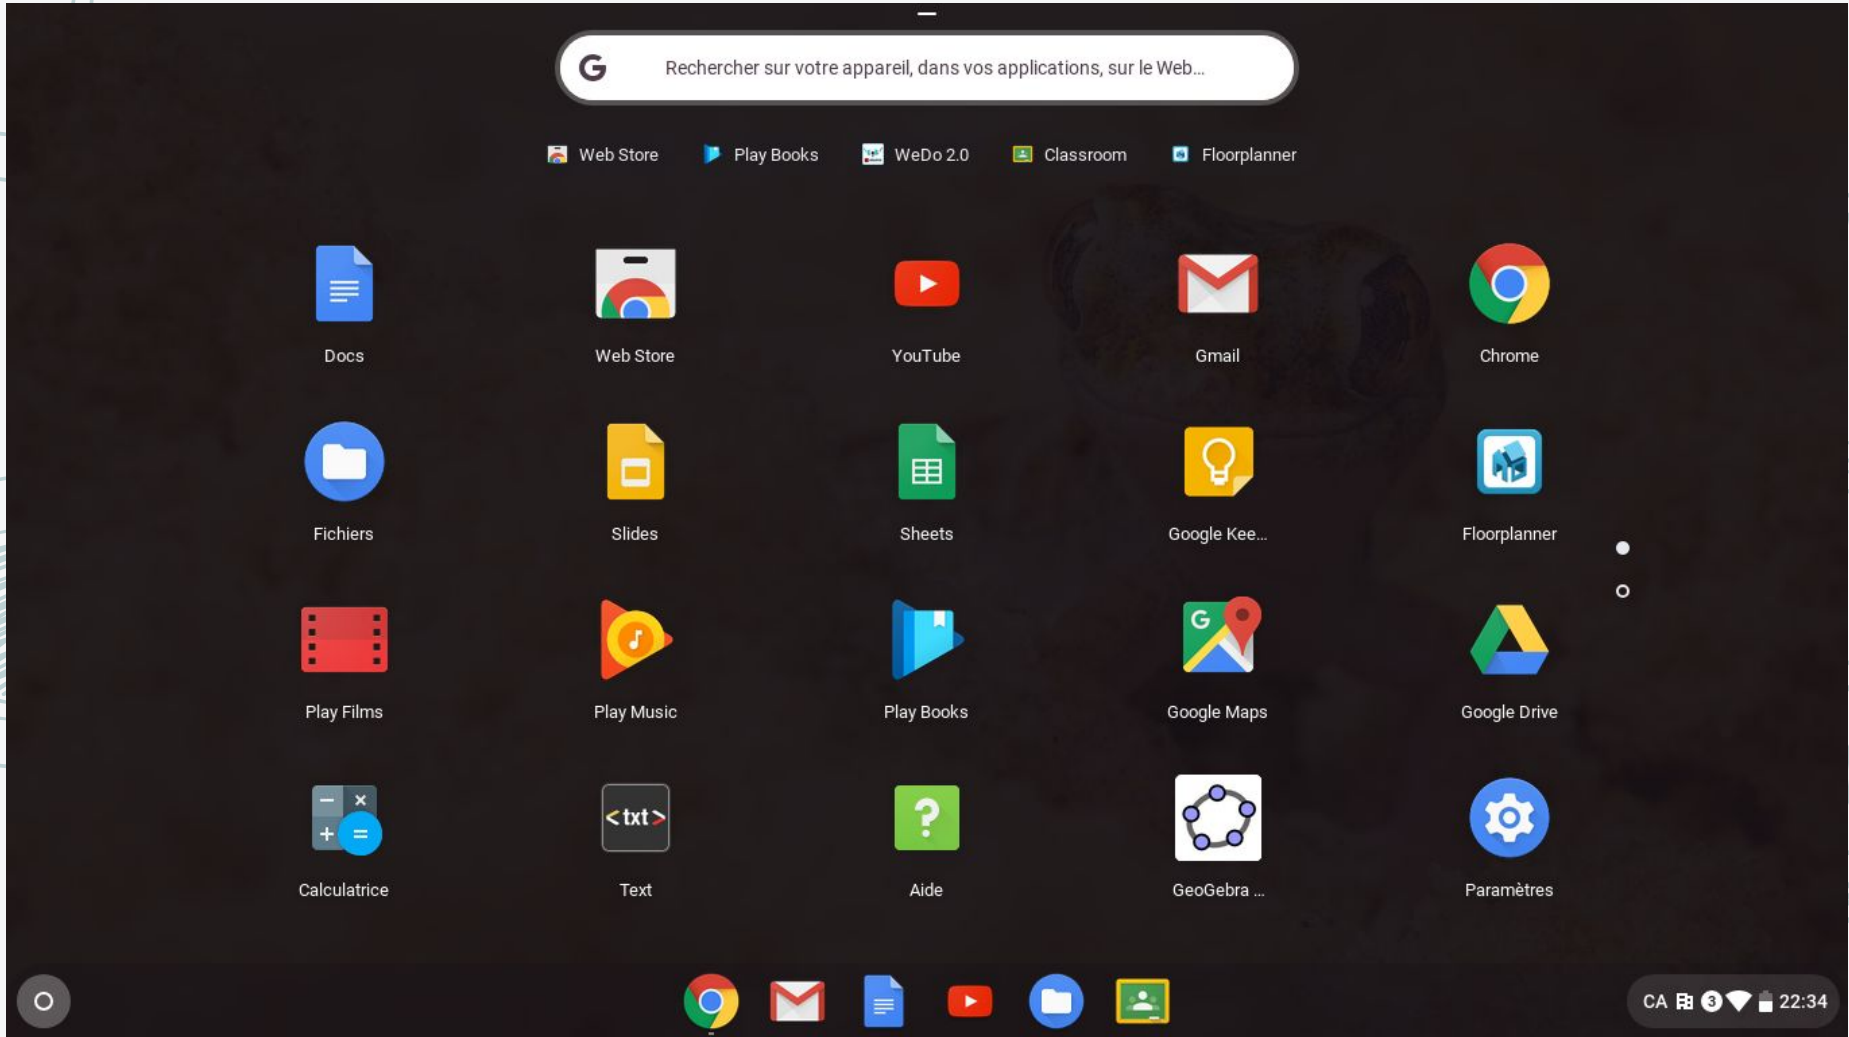 G Rechercher sur votre appareil, dans vos applications, sur le Web...
Web Store Play Books WeDo 2.0 Classroom Floorplanner
Docs Web Store YouTube Gmail Chrome
Fichiers Slides Sheets Google Kee... Floorplanner
G
Play Films Play Music Play Books Google Maps Google Drive
<txt> ?
Calculatrice Text Aide GeoGebra ... Paramètres
CA 3 22:34